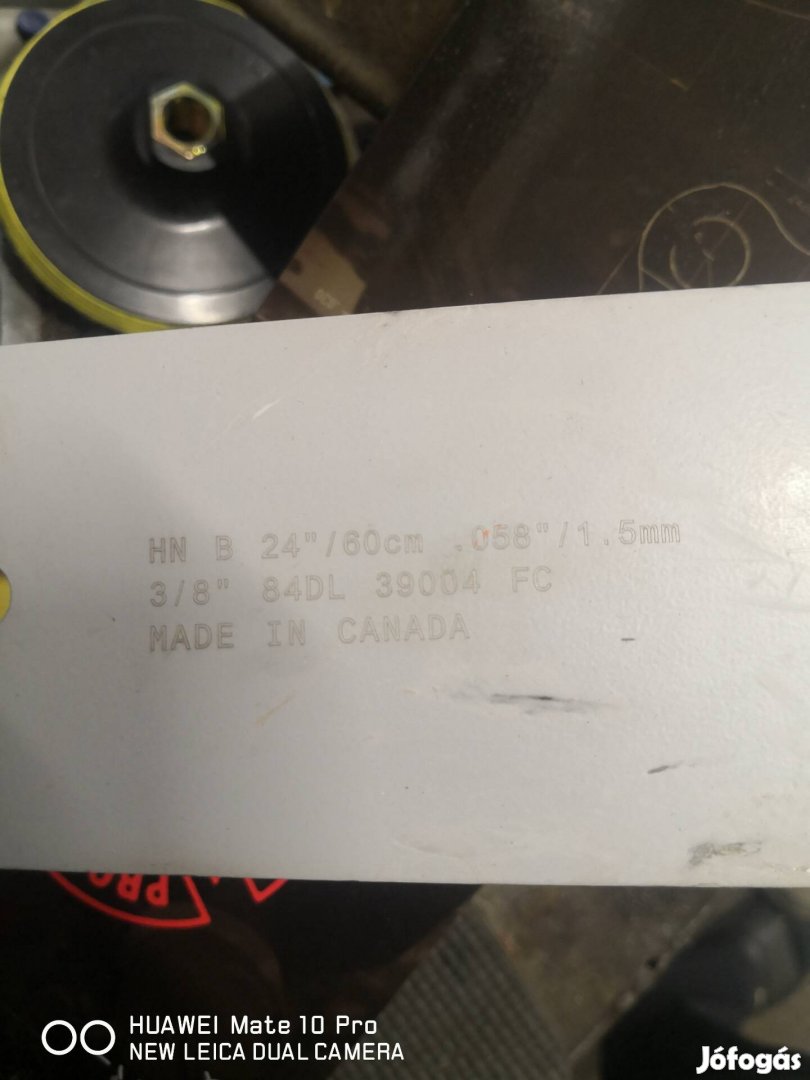 HN B 24"/60cm .058"/1.5mm
3/8" 84DL 39004 FC
MADE IN CANADA
PRO
HUAWEI Mate 10 Pro
NEW LEICA DUAL CAMERA
Jófogás